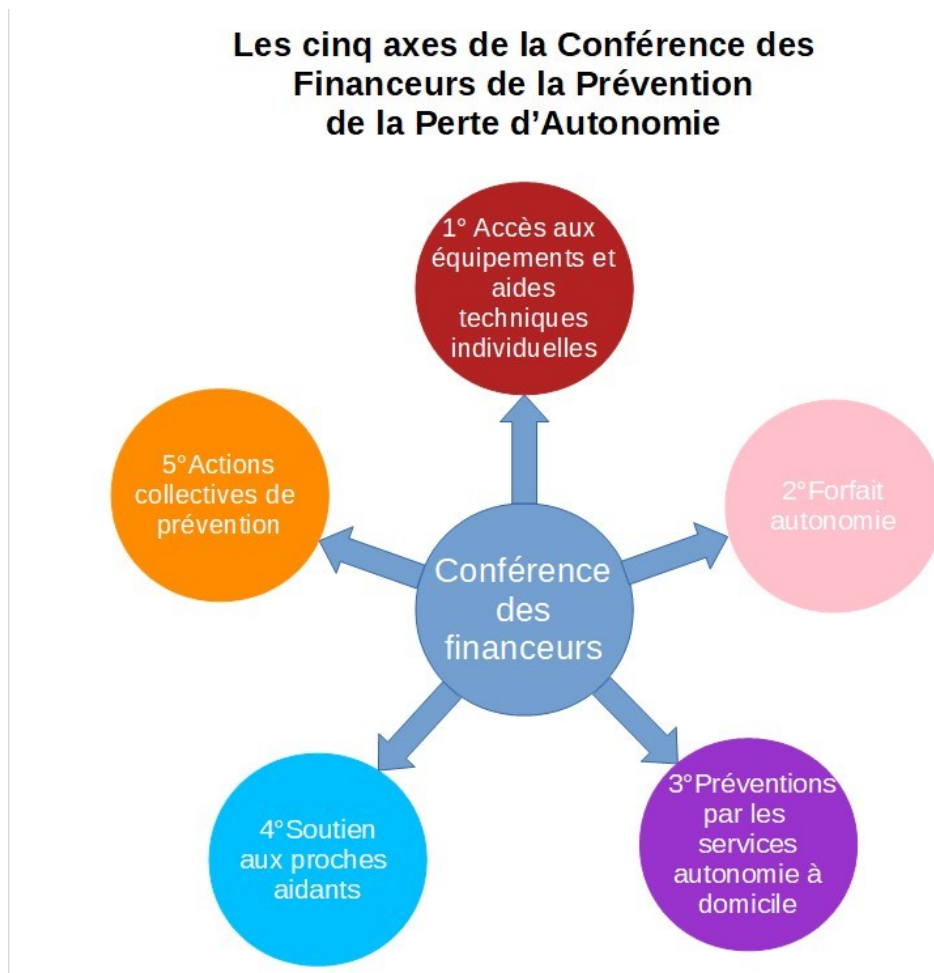 Les cinq axes de la Conférence des
Financeurs de la Prévention
de la Perte d’Autonomie
1° Accès aux
équipements et
aides
techniques
individuelles
2°Forfait
autonomie
3°Préventions
par les
services
autonomie à
domicile
4°Soutien
aux proches
aidants
5°Actions
collectives de
prévention
Conférence
des
financeurs